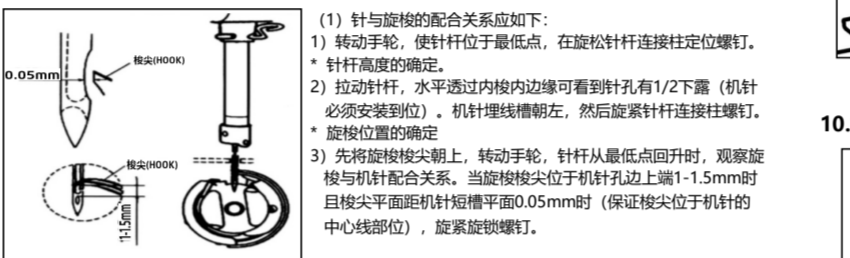 0.05mm
梭尖(HOOK)
梭尖(HOOK)
1-1.5mm
（1）针与旋梭的配合关系应如下：
1）转动手轮，使针杆位于最低点，在旋松针杆连接柱定位螺钉。
* 针杆高度的确定。
2）拉动针杆，水平透过内梭内边缘可看到针孔有1/2下露（机针
必须安装到位）。机针埋线槽朝左，然后旋紧针杆连接柱螺钉。
* 旋梭位置的确定
3）先将旋梭梭尖朝上，转动手轮，针杆从最低点回升时，观察旋
梭与机针配合关系。当旋梭梭尖位于机针孔边上端1-1.5mm时
且梭尖平面距机针短槽平面0.05mm时（保证梭尖位于机针的
中心线部位），旋紧旋锁螺钉。
10.